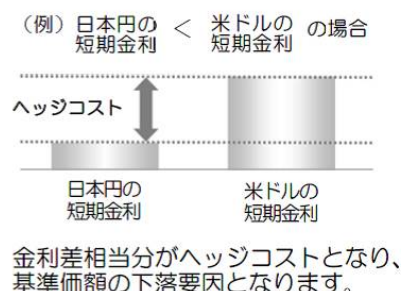 （例）日本円の短期金利 ＜ 米ドルの短期金利 の場合
ヘッジコスト
日本円の
短期金利
米ドルの
短期金利
金利差相当分がヘッジコストとなり、
基準価額の下落要因となります。